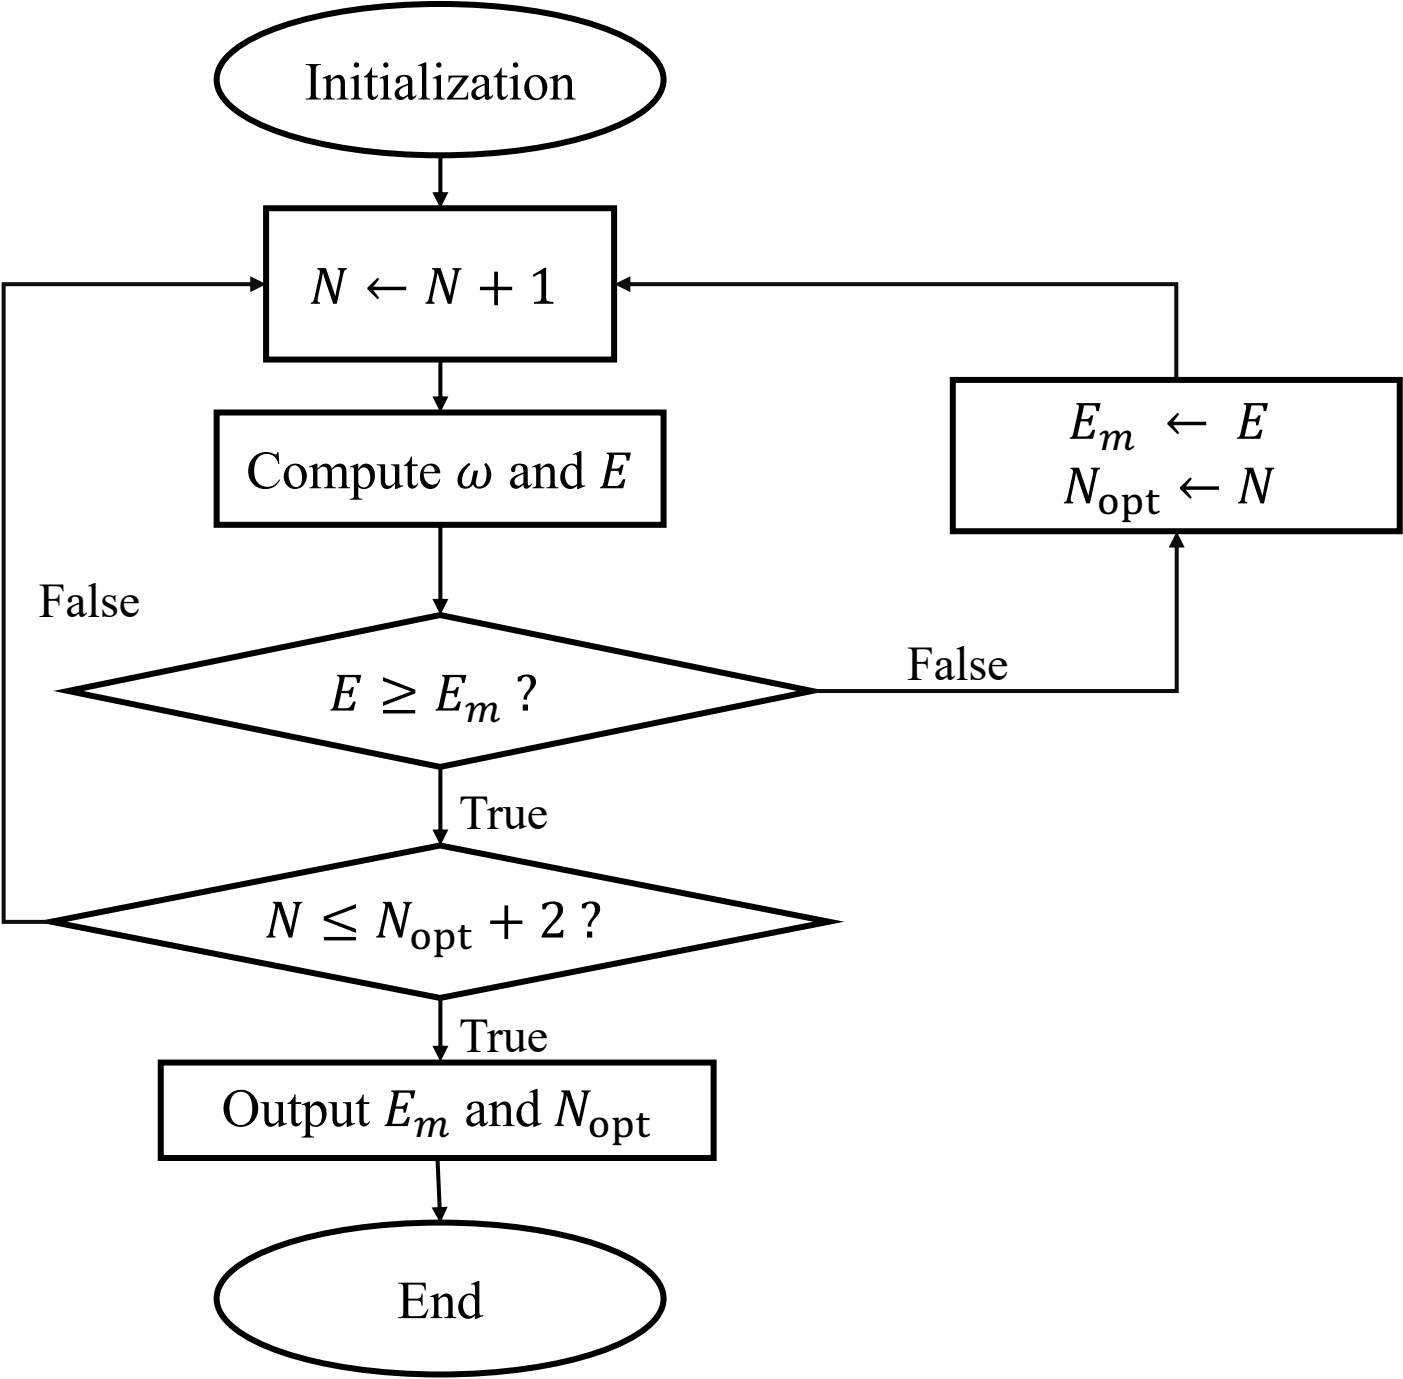 Initialization
N ← N + 1
Compute ω and E
E_m ← E
N_opt ← N
False
E ≥ E_m ?
False
True
N ≤ N_opt + 2 ?
True
Output E_m and N_opt
End